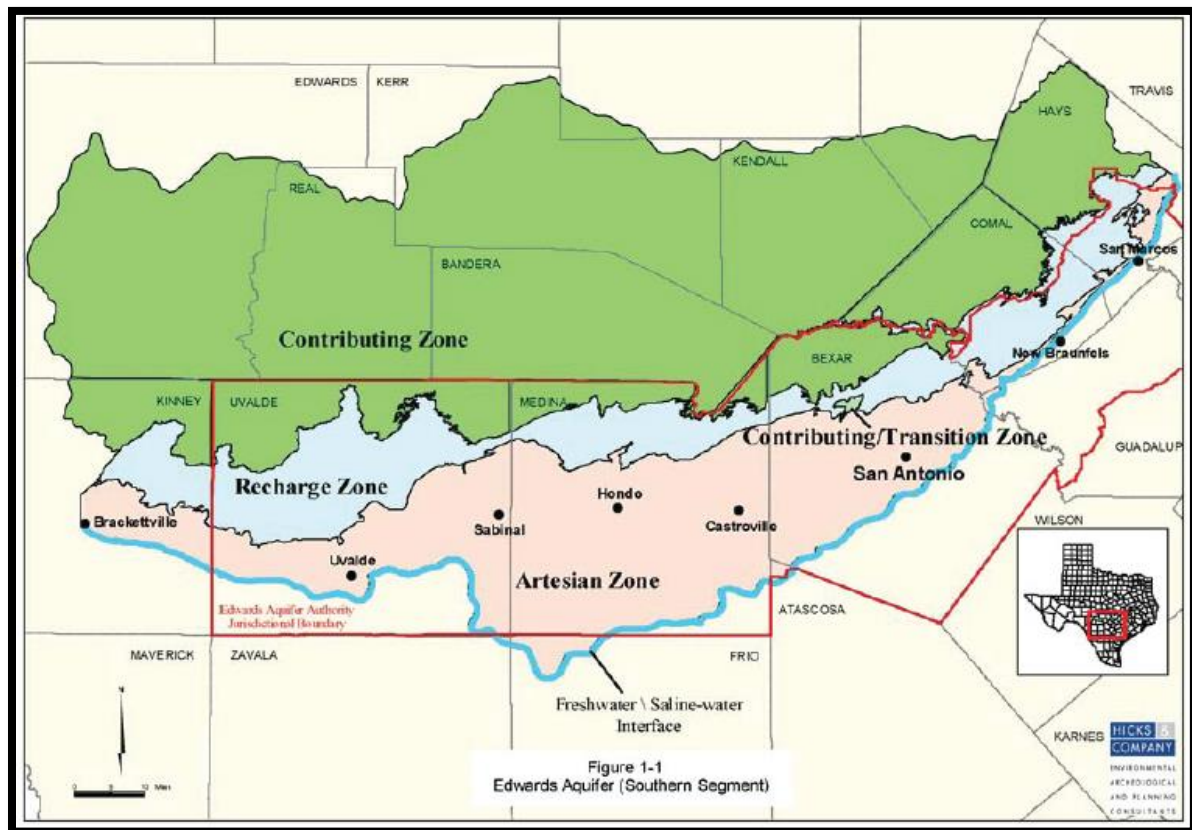 EDWARDS
KERR
TRAVIS
HAYS
KENDALL
REAL
COMAL
BANDERA
San Marcos
Contributing Zone
New Braunfels
BEXAR
KINNEY
UVALDE
MEDINA
Contributing/Transition Zone
GUADALUP
San Antonio
Recharge Zone
Hondo
Brackettville
Sabinal
Castroville
WILSON
Uvalde
Artesian Zone
Edwards Aquifer Authority
Jurisdictional Boundary
ATASCOSA
MAVERICK
ZAVALA
FRIO
N
Freshwater \ Saline-water
Interface
KARNES
HICKS &
COMPANY
ENVIRONMENTAL
ARCHEOLOGICAL
AND PLANNING
CONSULTANTS
Figure 1-1
Edwards Aquifer (Southern Segment)